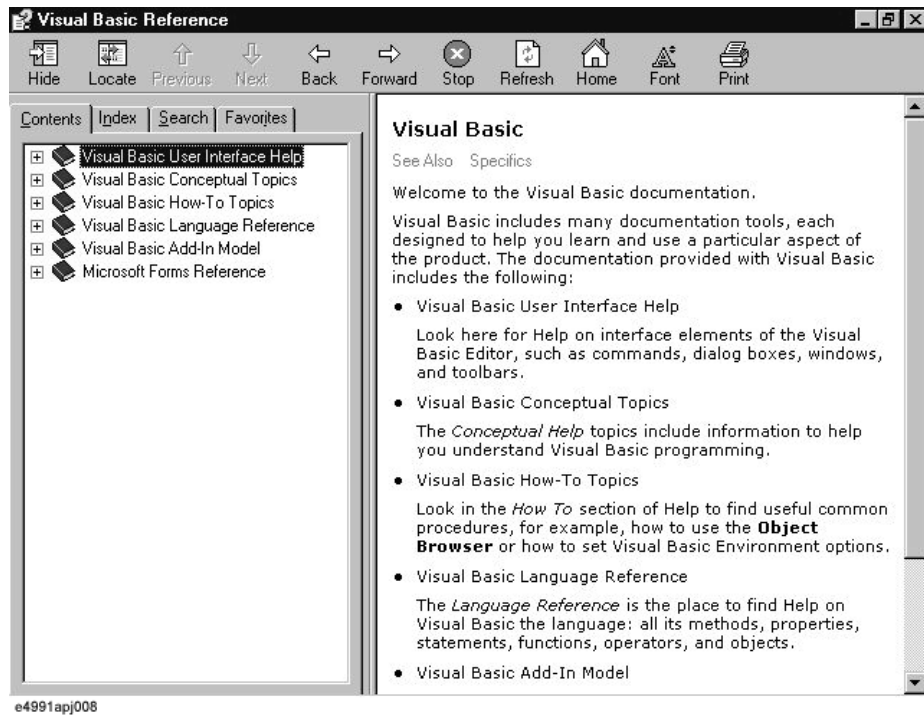 Visual Basic Reference
Hide Locate Previous Next Back Forward Stop Refresh Home Font Print
Contents Index Search Favorites
Visual Basic User Interface Help
Visual Basic Conceptual Topics
Visual Basic How-To Topics
Visual Basic Language Reference
Visual Basic Add-In Model
Microsoft Forms Reference
Visual Basic
See Also Specifics
Welcome to the Visual Basic documentation.
Visual Basic includes many documentation tools, each
designed to help you learn and use a particular aspect of
the product. The documentation provided with Visual Basic
includes the following:
• Visual Basic User Interface Help
Look here for Help on interface elements of the Visual
Basic Editor, such as commands, dialog boxes, windows,
and toolbars.
• Visual Basic Conceptual Topics
The Conceptual Help topics include information to help
you understand Visual Basic programming.
• Visual Basic How-To Topics
Look in the How To section of Help to find useful common
procedures, for example, how to use the Object
Browser or how to set Visual Basic Environment options.
• Visual Basic Language Reference
The Language Reference is the place to find Help on
Visual Basic the language: all its methods, properties,
statements, functions, operators, and objects.
• Visual Basic Add-In Model
e4991apj008